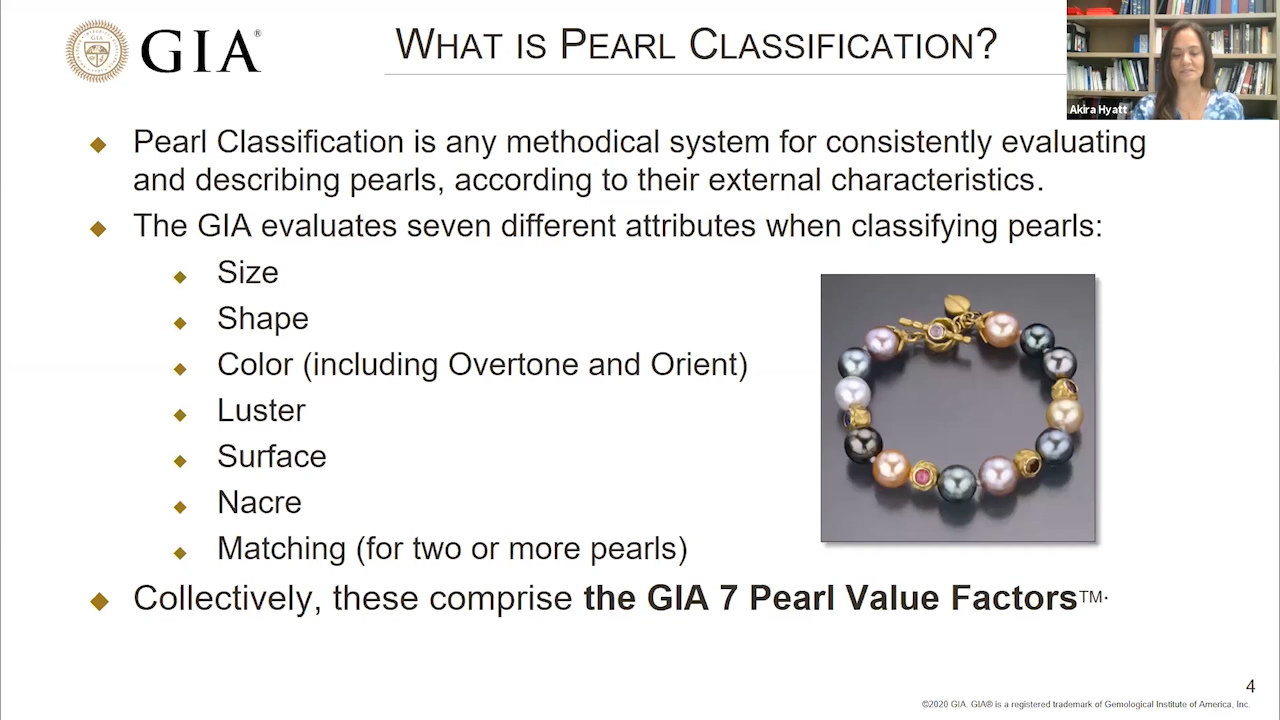 GIA®
WHAT IS PEARL CLASSIFICATION?
Akira Hyatt
Pearl Classification is any methodical system for consistently evaluating
and describing pearls, according to their external characteristics.
The GIA evaluates seven different attributes when classifying pearls:
Size
Shape
Color (including Overtone and Orient)
Luster
Surface
Nacre
Matching (for two or more pearls)
Collectively, these comprise the GIA 7 Pearl Value Factors™.
4
©2020 GIA. GIA® is a registered trademark of Gemological Institute of America, Inc.